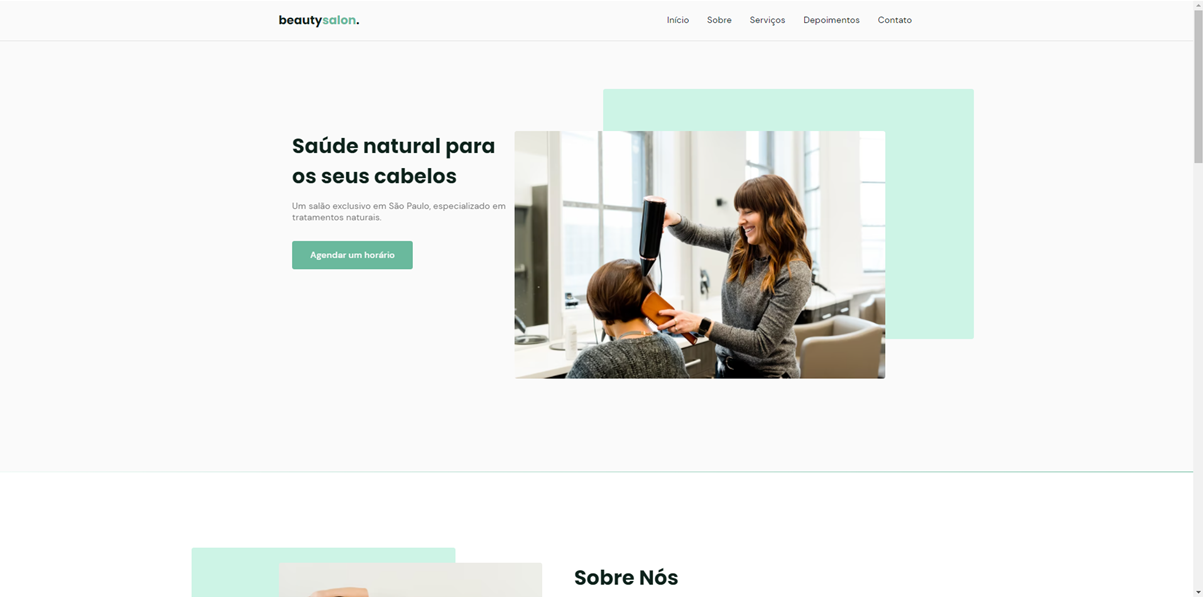 beautysalon.
Início Sobre Serviços Depoimentos Contato
Saúde natural para
os seus cabelos
Um salão exclusivo em São Paulo, especializado em
tratamentos naturais.
Agendar um horário
Sobre Nós